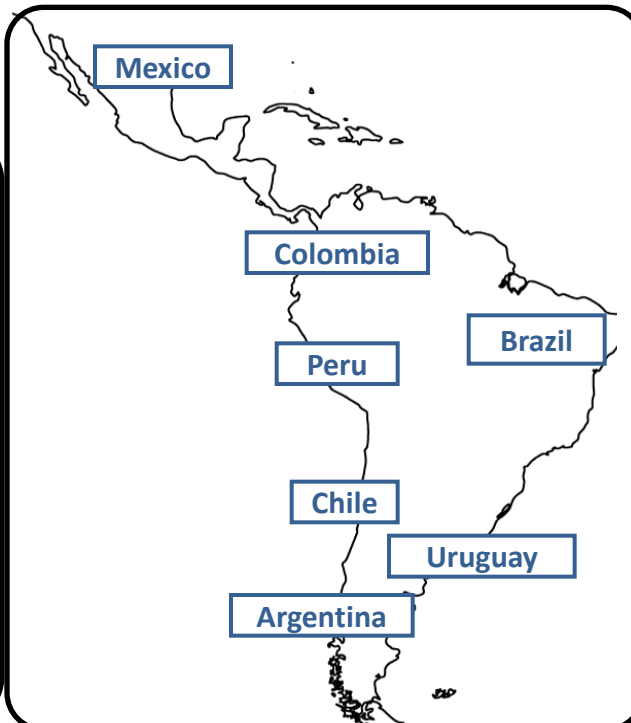 Mexico
Colombia
Brazil
Peru
Chile
Uruguay
Argentina